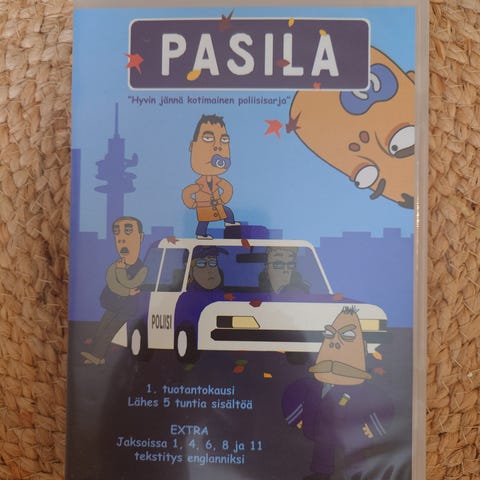 PASILA
"Hyvin jännä kotimainen poliisisarja"
POLIISI
1. tuotantokausi
Lähes 5 tuntia sisältöä
EXTRA
Jaksoissa 1, 4, 6, 8 ja 11
tekstitys englanniksi